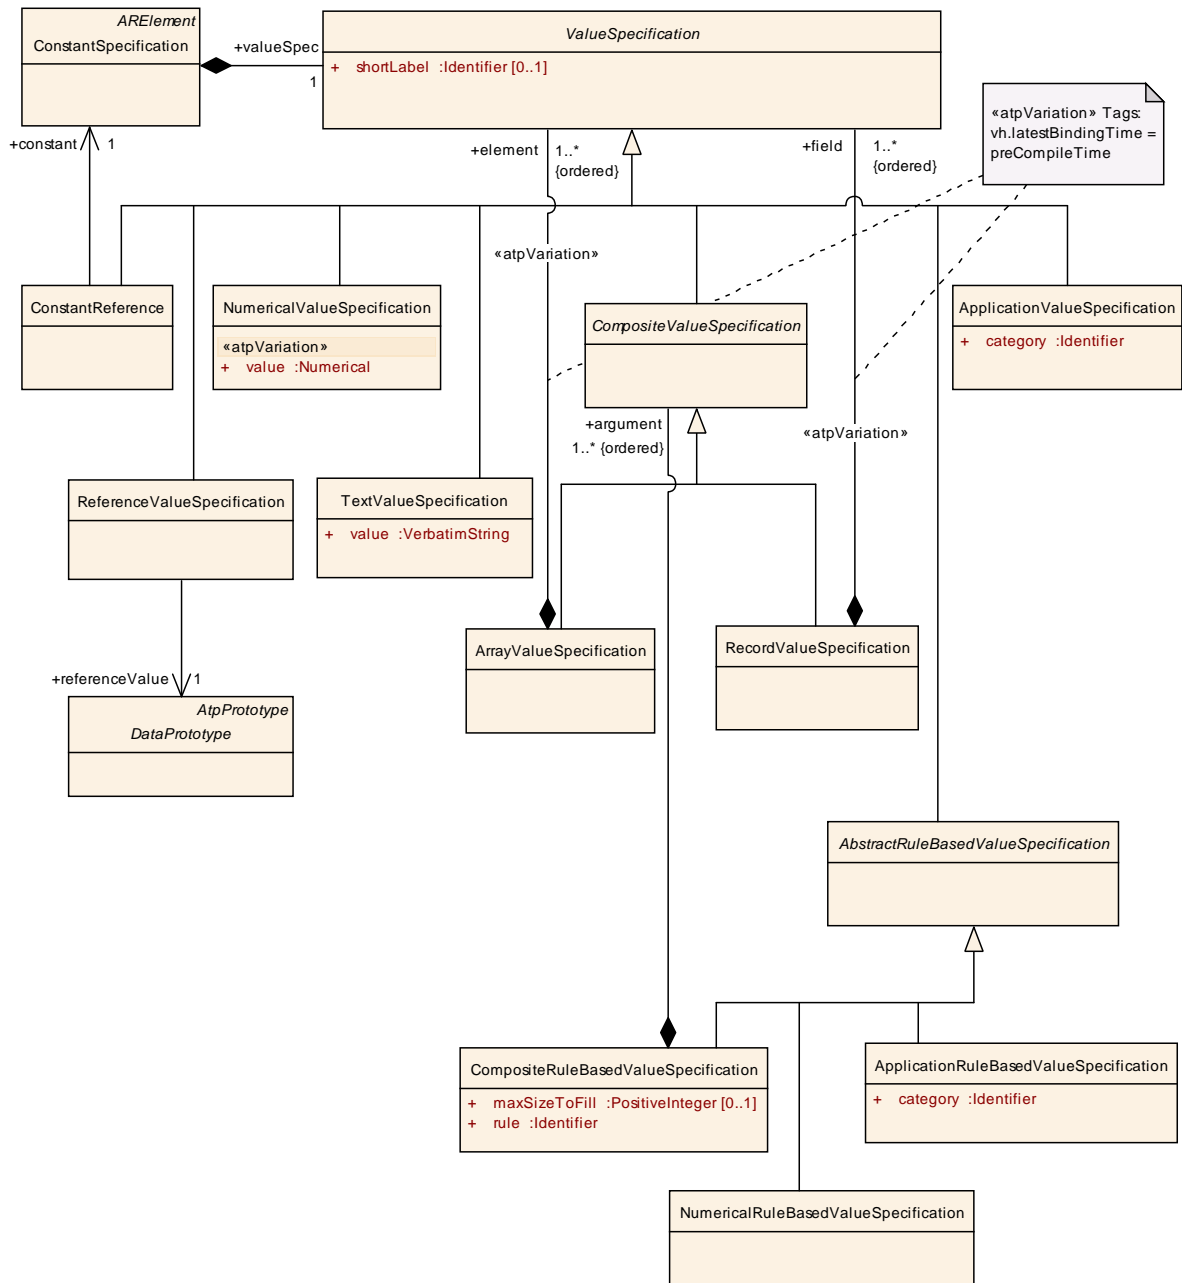 ARElement
ConstantSpecification
+valueSpec
1
ValueSpecification
+ shortLabel :Identifier [0..1]
«atpVariation» Tags:
vh.latestBindingTime =
preCompileTime
+constant
1
+element
1..*
{ordered}
+field
1..*
{ordered}
«atpVariation»
ConstantReference
NumericalValueSpecification
«atpVariation»
+ value :Numerical
CompositeValueSpecification
ApplicationValueSpecification
+ category :Identifier
+argument
1..* {ordered}
«atpVariation»
ReferenceValueSpecification
TextValueSpecification
+ value :VerbatimString
ArrayValueSpecification
RecordValueSpecification
+referenceValue
1
AtpPrototype
DataPrototype
AbstractRuleBasedValueSpecification
CompositeRuleBasedValueSpecification
+ maxSizeToFill :PositiveInteger [0..1]
+ rule :Identifier
ApplicationRuleBasedValueSpecification
+ category :Identifier
NumericalRuleBasedValueSpecification